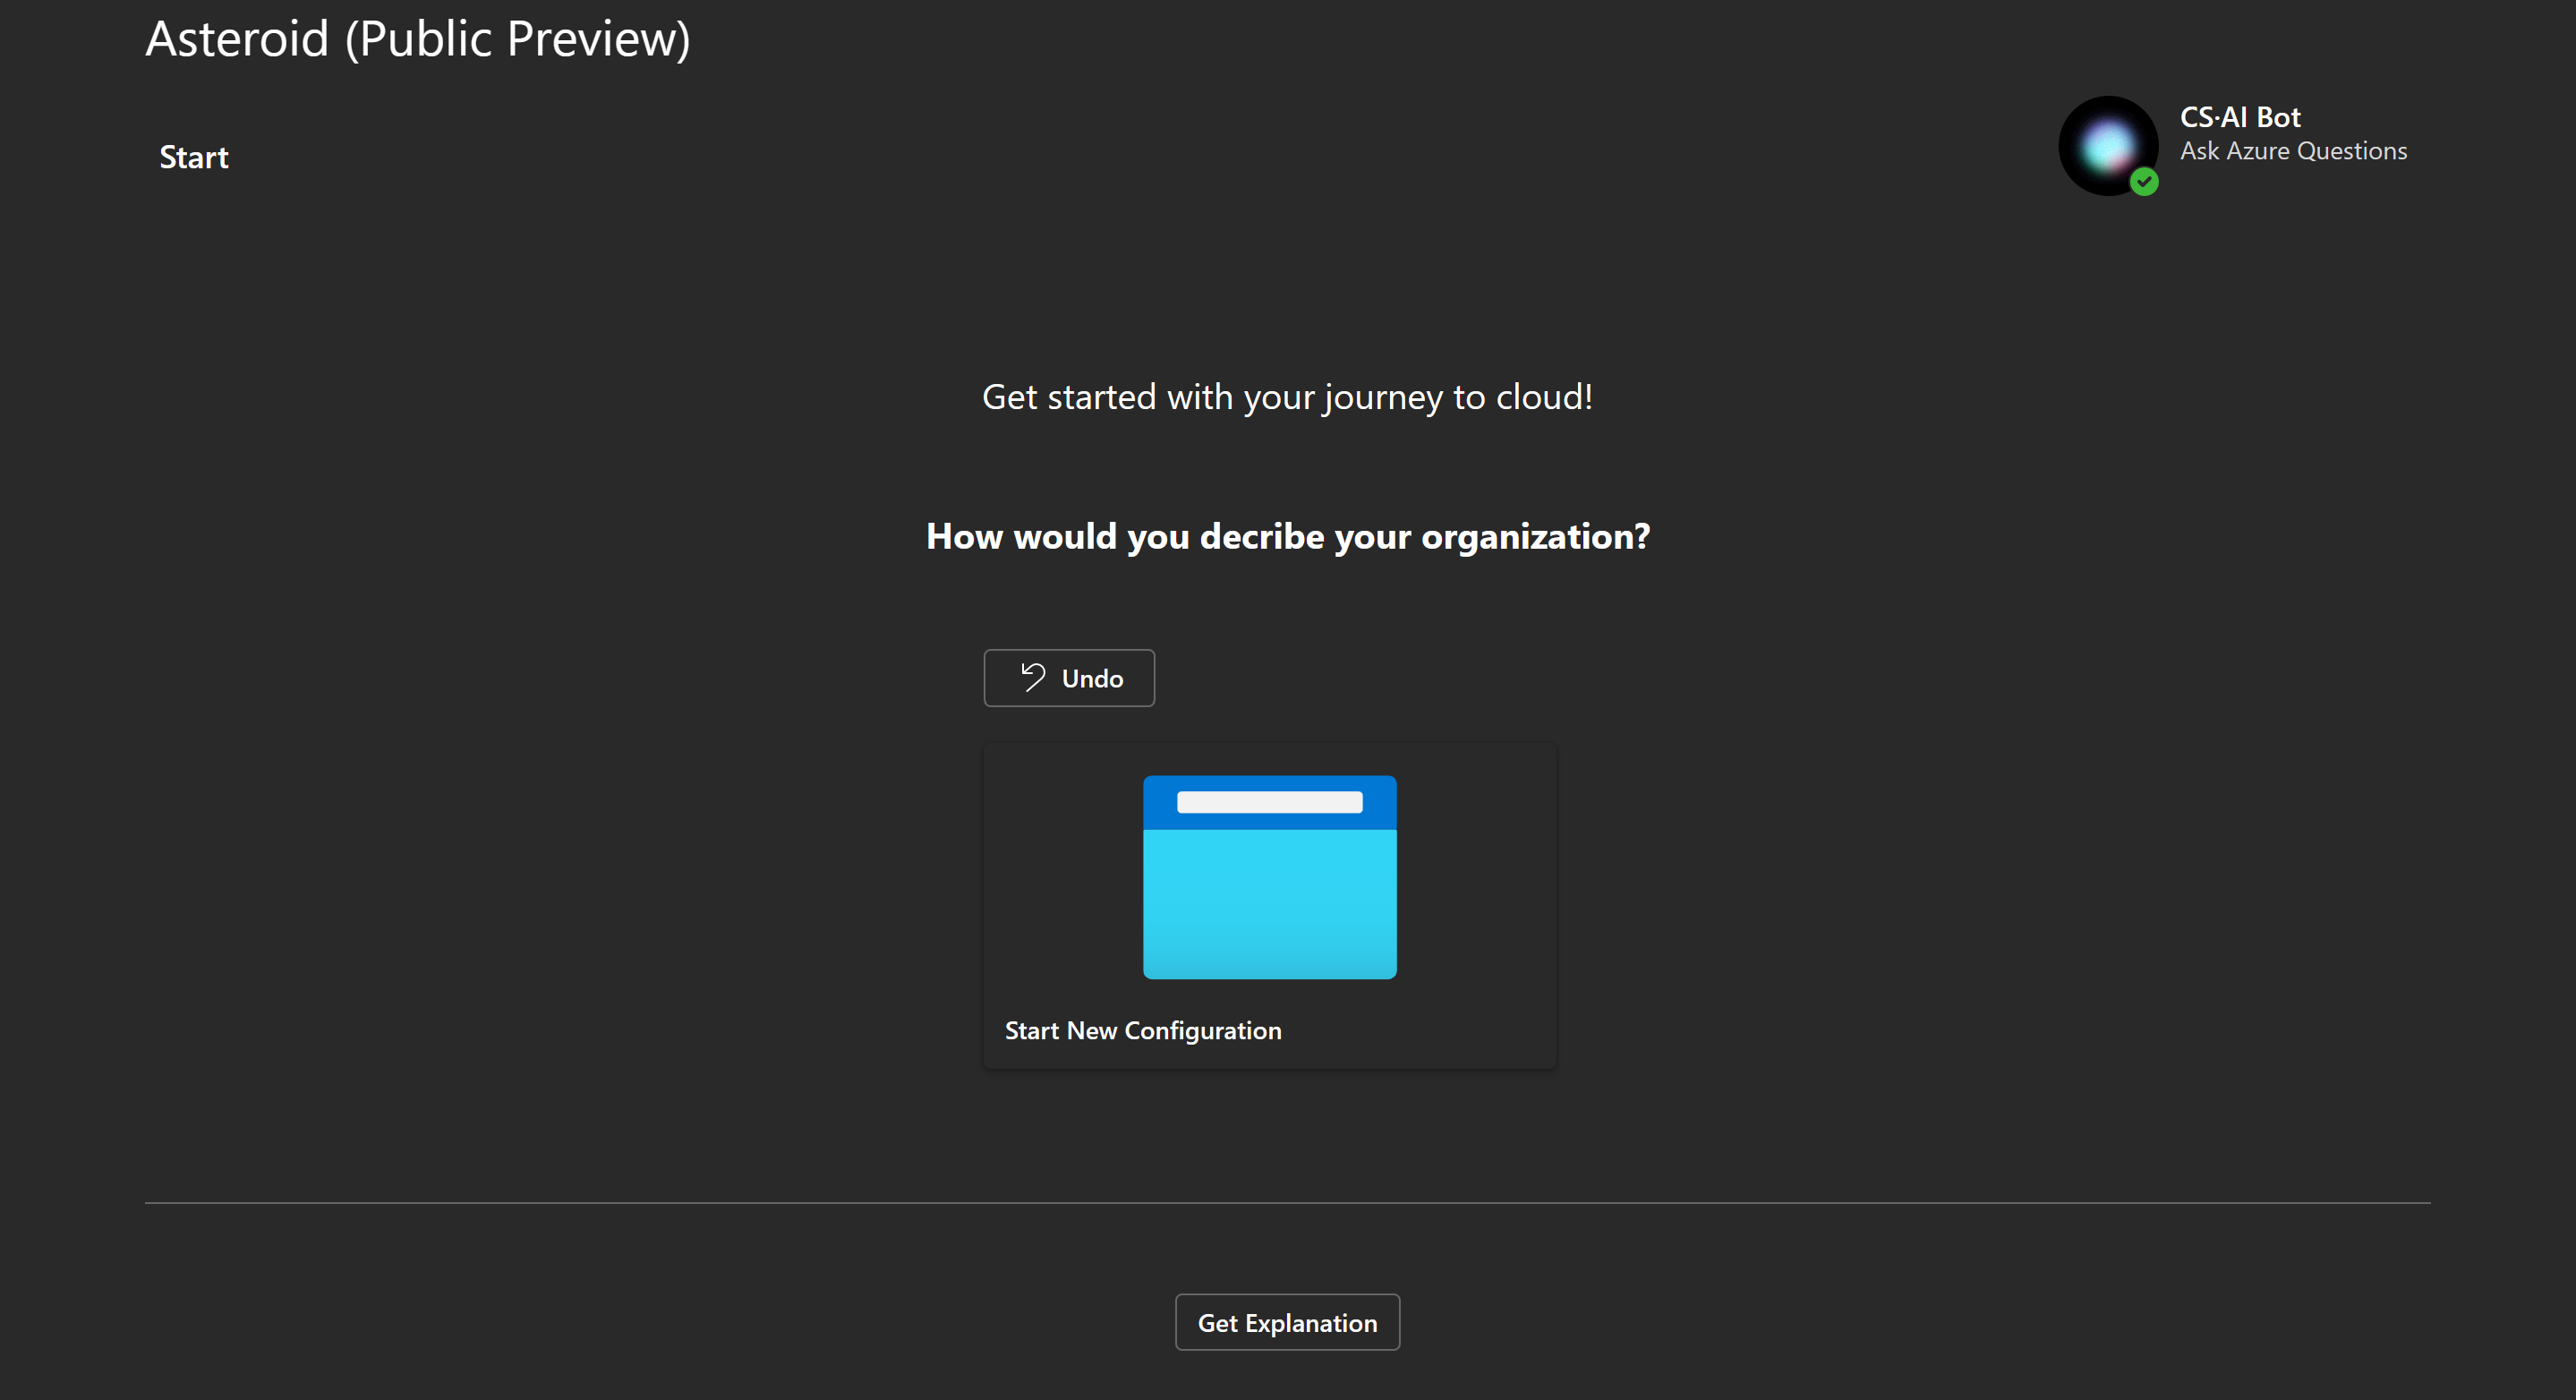 Asteroid (Public Preview)
Start
CS·AI Bot
Ask Azure Questions
Get started with your journey to cloud!
How would you decribe your organization?
Undo
Start New Configuration
Get Explanation